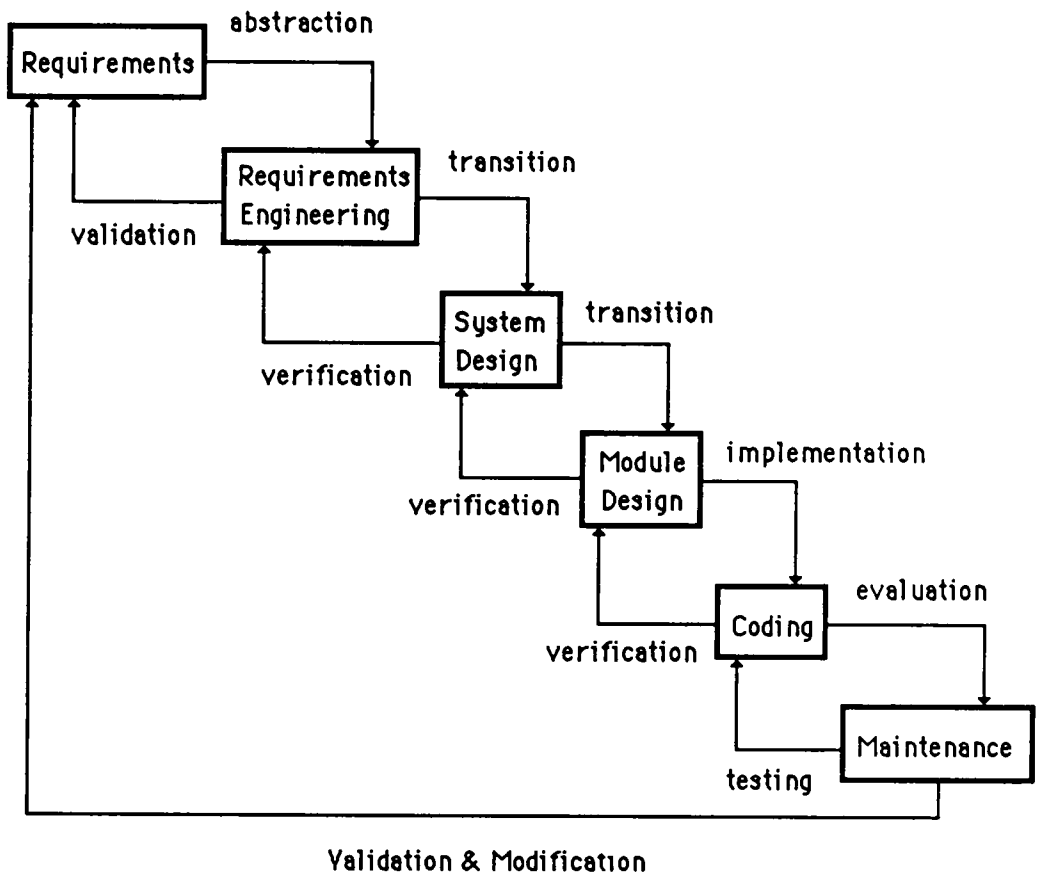 abstraction
Requirements
transition
Requirements
Engineering
validation
transition
System
Design
verification
implementation
Module
Design
verification
evaluation
Coding
verification
Maintenance
testing
Validation & Modification